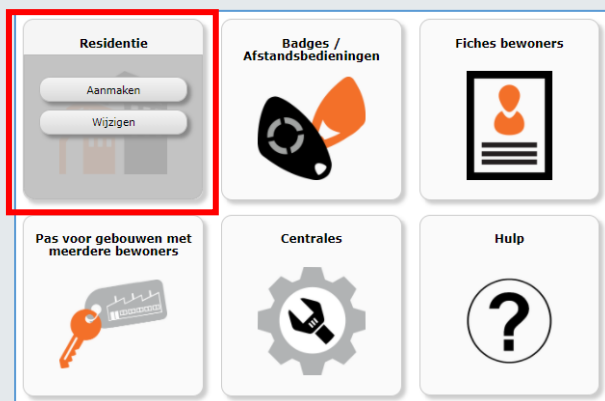 Residentie
Aanmaken
Wijzigen
Badges /
Afstandsbedieningen
Fiches bewoners
Pas voor gebouwen met
meerdere bewoners
Centrales
Hulp
?